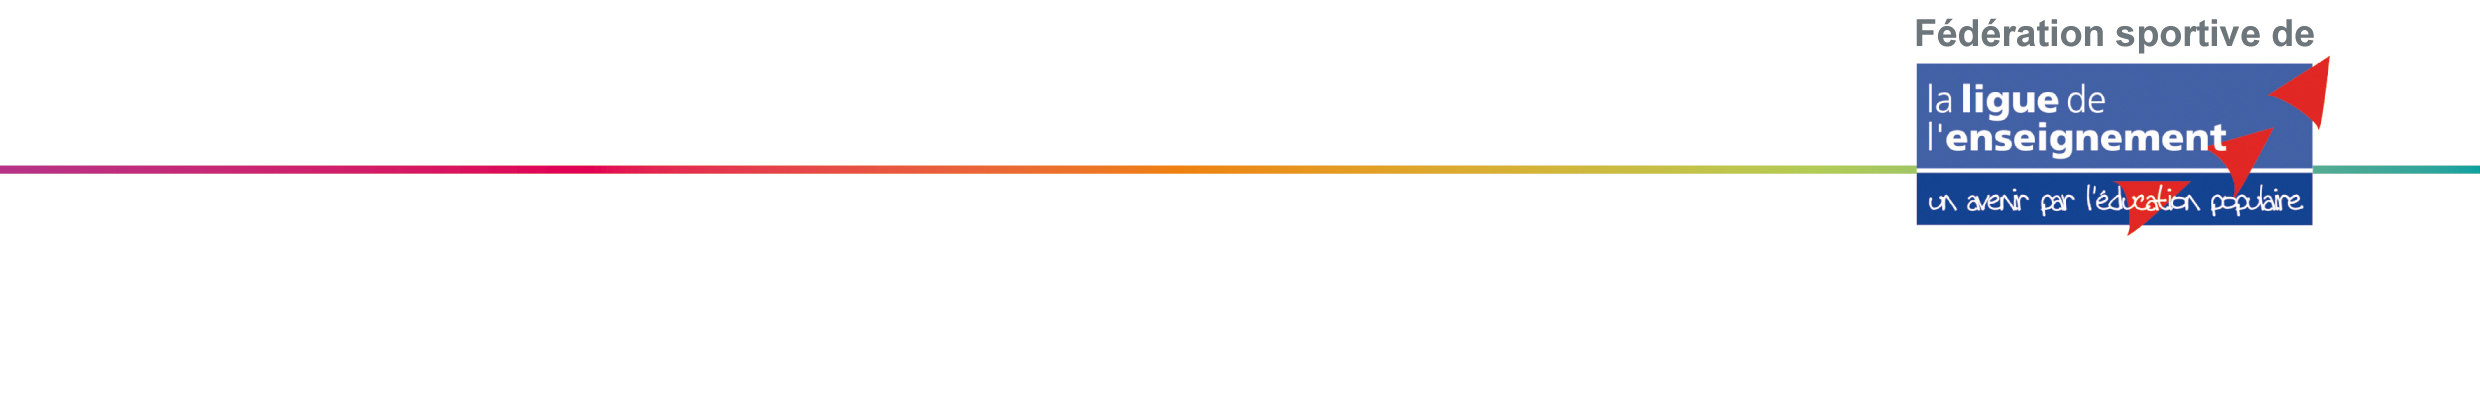 Fédération sportive de
la ligue de
l'enseignement
un avenir par l'éducation populaire